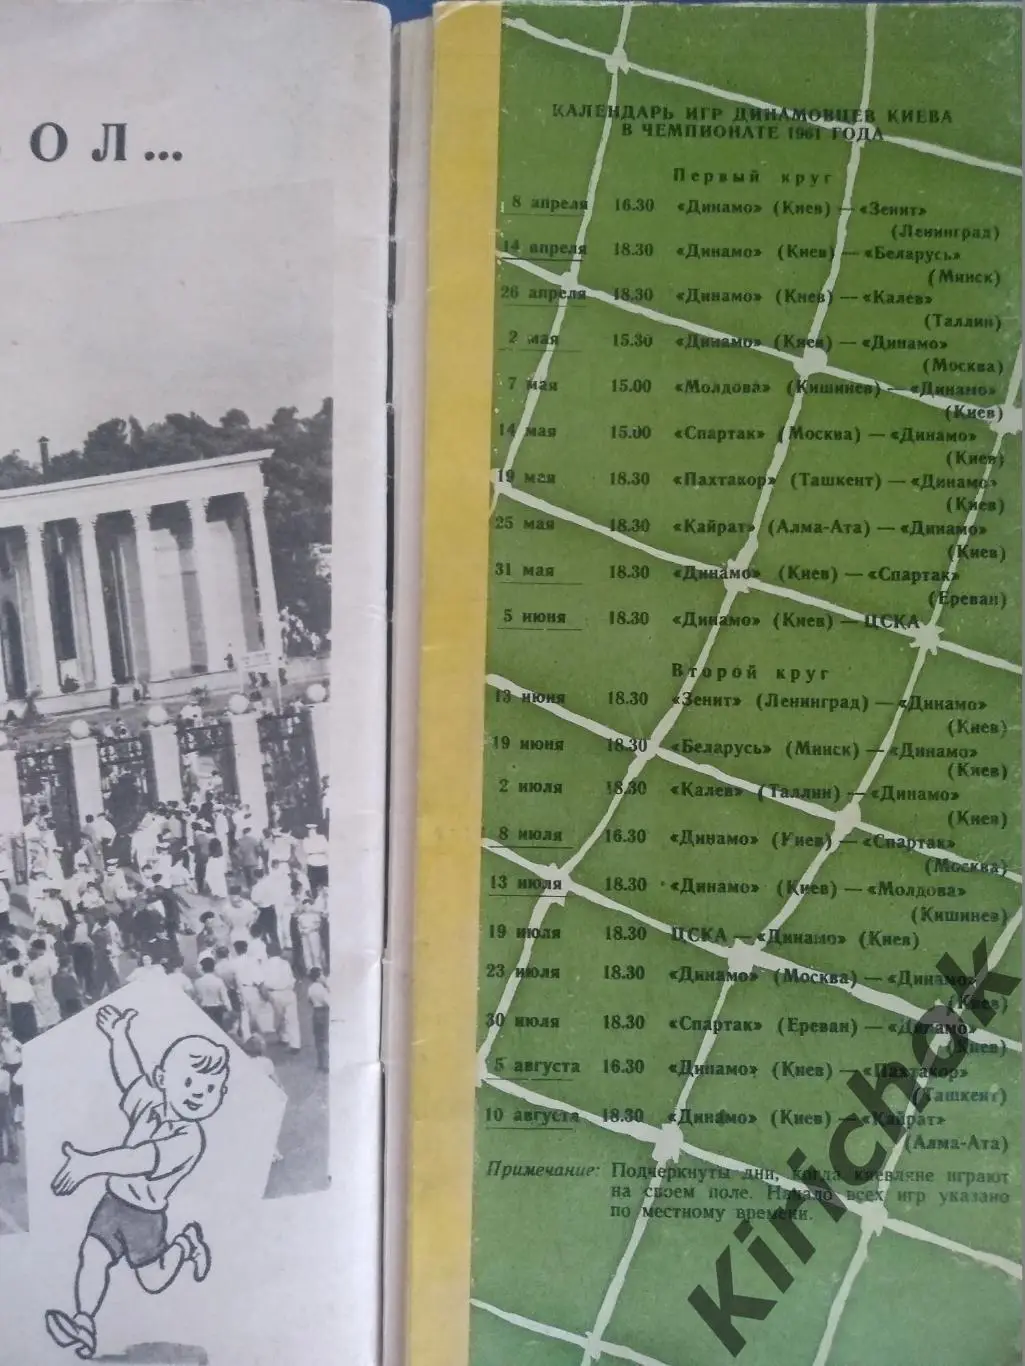 ОЛ...
КАЛЕНДАРЬ ИГР ДИНАМОВЦЕВ КИЕВА
В ЧЕМПИОНАТЕ 1961 ГОДА
Первый круг
8 апреля 16.30 «Динамо» (Киев) — «Зенит»
(Ленинград)
14 апреля 18.30 «Динамо» (Киев) — «Беларусь»
(Минск)
26 апреля 18.30 «Динамо» (Киев) — «Калев»
(Таллин)
2 мая 15.30 «Динамо» (Киев) — «Динамо»
(Москва)
7 мая 15.00 «Молдова» (Кишинев) — «Динамо»
(Киев)
14 мая 15.00 «Спартак» (Москва) — «Динамо»
(Киев)
19 мая 18.30 «Пахтакор» (Ташкент) — «Динамо»
(Киев)
25 мая 18.30 «Кайрат» (Алма-Ата) — «Динамо»
(Киев)
31 мая 18.30 «Динамо» (Киев) — «Спартак»
(Ереван)
5 июня 18.30 «Динамо» (Киев) — ЦСКА
Второй круг
13 июня 18.30 «Зенит» (Ленинград) — «Динамо»
(Киев)
19 июня 18.30 «Беларусь» (Минск) — «Динамо»
(Киев)
2 июля 18.30 «Калев» (Таллин) — «Динамо»
(Киев)
8 июля 16.30 «Динамо» (Киев) — «Спартак»
(Москва)
13 июля 18.30 «Динамо» (Киев) — «Молдова»
(Кишинев)
19 июля 18.30 ЦСКА — «Динамо» (Киев)
23 июля 18.30 «Динамо» (Москва) — «Динамо»
(Киев)
30 июля 18.30 «Спартак» (Ереван) — «Динамо»
(Киев)
5 августа 16.30 «Динамо» (Киев) — «Пахтакор»
(Ташкент)
10 августа 18.30 «Динамо» (Киев) — «Кайрат»
(Алма-Ата)
Примечание: Подчеркнуты дни, когда киевляне играют
на своем поле. Начало всех игр указано
по местному времени.
Kirichok